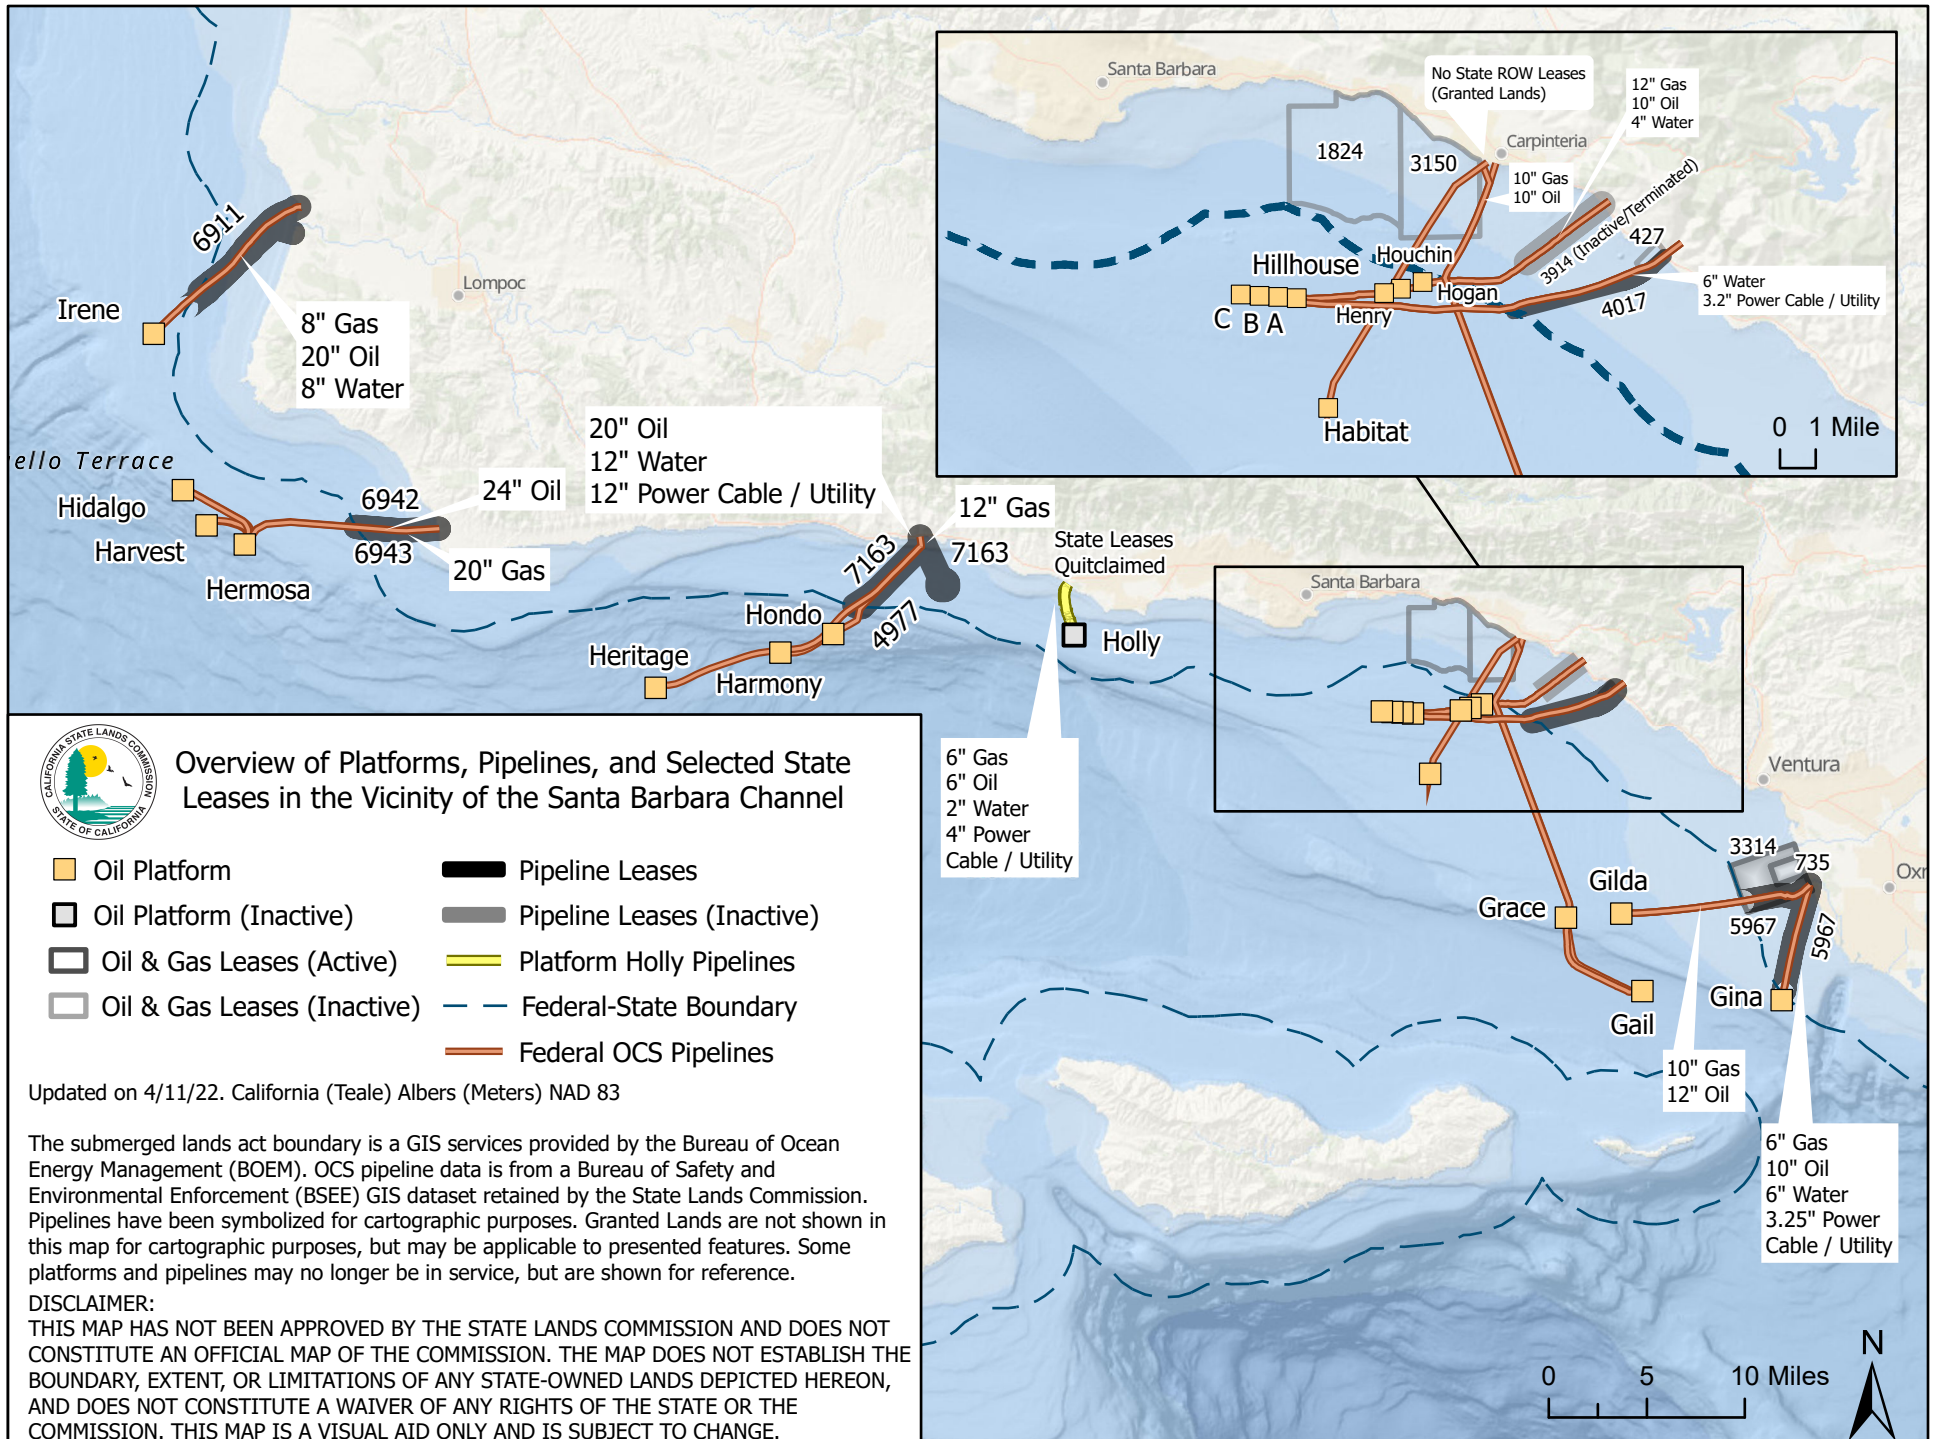 Santa Barbara
No State ROW Leases
(Granted Lands)
12" Gas
10" Oil
4" Water
Carpinteria
1824
3150
10" Gas
10" Oil
3914 (Inactive/Terminated)
427
6" Water
3.2" Power Cable / Utility
4017
Hillhouse
Houchin
Hogan
Henry
C B A
Habitat
0 1 Mile
6911
Irene
Lompoc
8" Gas
20" Oil
8" Water
20" Oil
12" Water
12" Power Cable / Utility
ello Terrace
Hidalgo
Harvest
Hermosa
6942
6943
24" Oil
20" Gas
12" Gas
7163
7163
4977
Hondo
Heritage
Harmony
State Leases
Quitclaimed
Holly
6" Gas
6" Oil
2" Water
4" Power
Cable / Utility
Santa Barbara
Ventura
3314
735
Oxr
Gilda
Grace
5967
5967
Gina
Gail
10" Gas
12" Oil
6" Gas
10" Oil
6" Water
3.25" Power
Cable / Utility
CALIFORNIA STATE LANDS COMMISSION
STATE OF CALIFORNIA
Overview of Platforms, Pipelines, and Selected State
Leases in the Vicinity of the Santa Barbara Channel
Oil Platform
Oil Platform (Inactive)
Oil & Gas Leases (Active)
Oil & Gas Leases (Inactive)
Pipeline Leases
Pipeline Leases (Inactive)
Platform Holly Pipelines
Federal-State Boundary
Federal OCS Pipelines
Updated on 4/11/22. California (Teale) Albers (Meters) NAD 83
The submerged lands act boundary is a GIS services provided by the Bureau of Ocean
Energy Management (BOEM). OCS pipeline data is from a Bureau of Safety and
Environmental Enforcement (BSEE) GIS dataset retained by the State Lands Commission.
Pipelines have been symbolized for cartographic purposes. Granted Lands are not shown in
this map for cartographic purposes, but may be applicable to presented features. Some
platforms and pipelines may no longer be in service, but are shown for reference.
DISCLAIMER:
THIS MAP HAS NOT BEEN APPROVED BY THE STATE LANDS COMMISSION AND DOES NOT
CONSTITUTE AN OFFICIAL MAP OF THE COMMISSION. THE MAP DOES NOT ESTABLISH THE
BOUNDARY, EXTENT, OR LIMITATIONS OF ANY STATE-OWNED LANDS DEPICTED HEREON,
AND DOES NOT CONSTITUTE A WAIVER OF ANY RIGHTS OF THE STATE OR THE
COMMISSION. THIS MAP IS A VISUAL AID ONLY AND IS SUBJECT TO CHANGE.
0 5 10 Miles
N